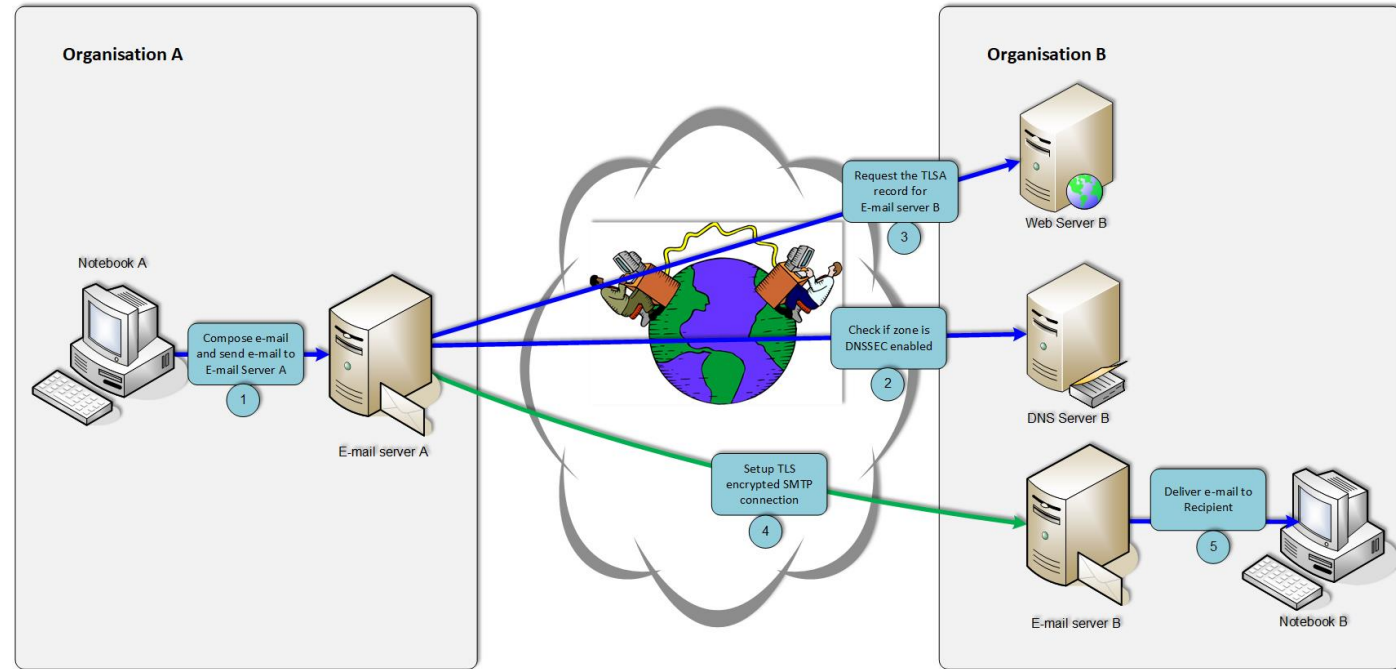 Organisation A
Organisation B
Request the TLSA
record for
E-mail server B
3
Web Server B
Notebook A
Compose e-mail
and send e-mail to
E-mail Server A
1
E-mail server A
Check if zone is
DNSSEC enabled
2
DNS Server B
Setup TLS
encrypted SMTP
connection
4
Deliver e-mail to
Recipient
5
E-mail server B
Notebook B